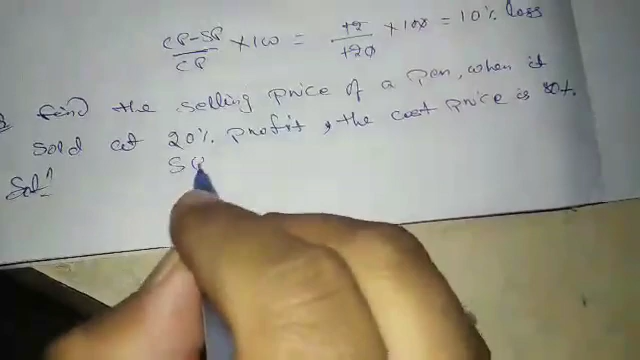 CP-SP/CP ×100 = 12/120 ×100 = 10% loss
find the selling price of a pen, when it
sold at 20% profit, the cost price is
Sol^n SP